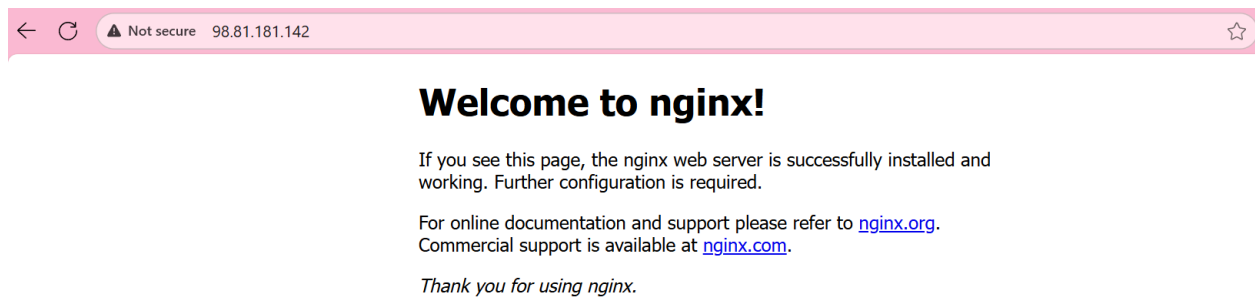 Not secure 98.81.181.142
Welcome to nginx!
If you see this page, the nginx web server is successfully installed and
working. Further configuration is required.
For online documentation and support please refer to nginx.org.
Commercial support is available at nginx.com.
Thank you for using nginx.